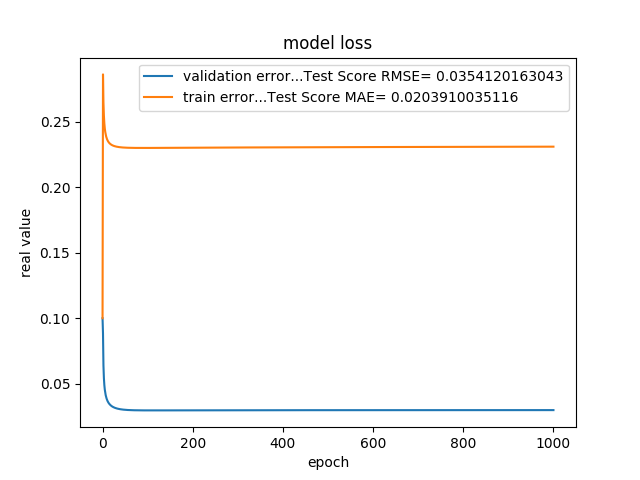 model loss
validation error...Test Score RMSE= 0.0354120163043
train error...Test Score MAE= 0.0203910035116
real value
0.25
0.20
0.15
0.10
0.05
0 200 400 600 800 1000
epoch